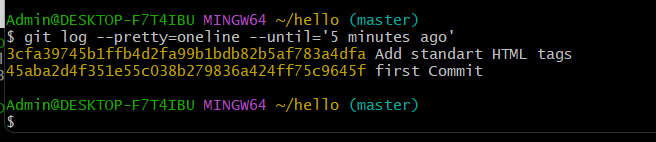 Admin@DESKTOP-F7T4IBU MINGW64 ~/hello (master)
$ git log --pretty=oneline --until='5 minutes ago'
3cfa39745b1ffb4d2fa99b1bdb82b5af783a4dfa Add standart HTML tags
45aba2d4f351e55c038b279836a424ff75c9645f first Commit
Admin@DESKTOP-F7T4IBU MINGW64 ~/hello (master)
$